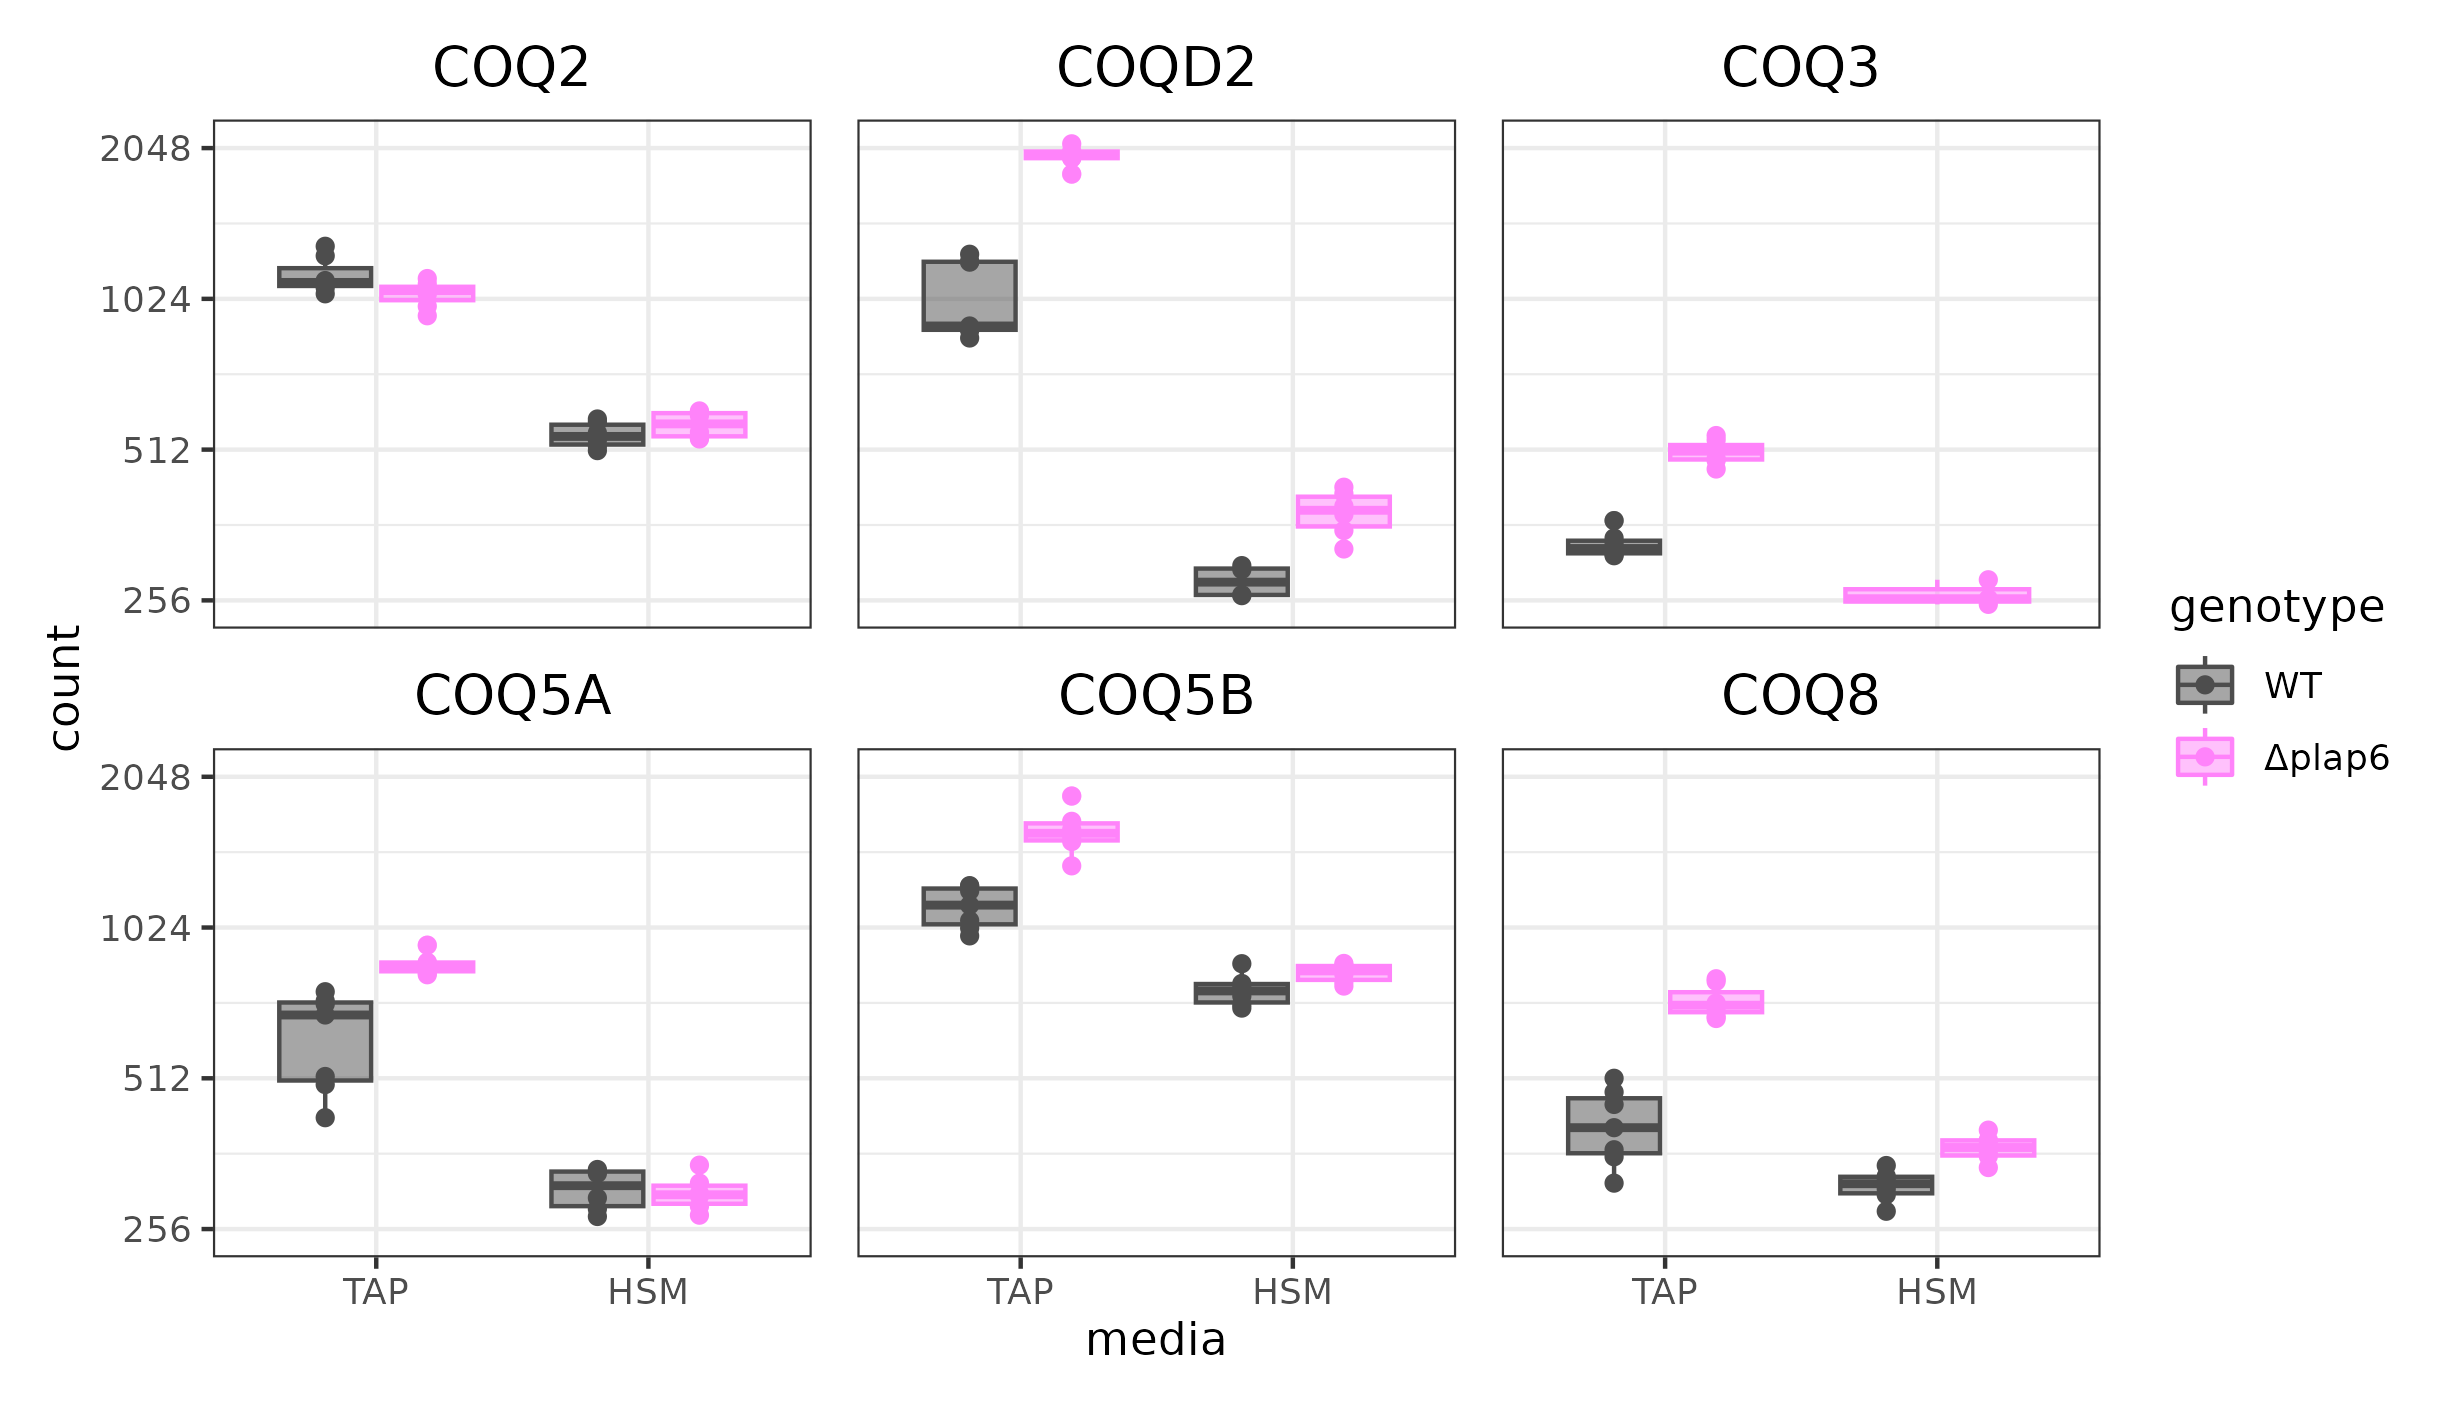 COQ2
COQD2
COQ3
2048
1024
512
256
COQ5A
COQ5B
COQ8
2048
1024
512
256
TAP
HSM
TAP
HSM
TAP
HSM
media
count
genotype
WT
Δplap6